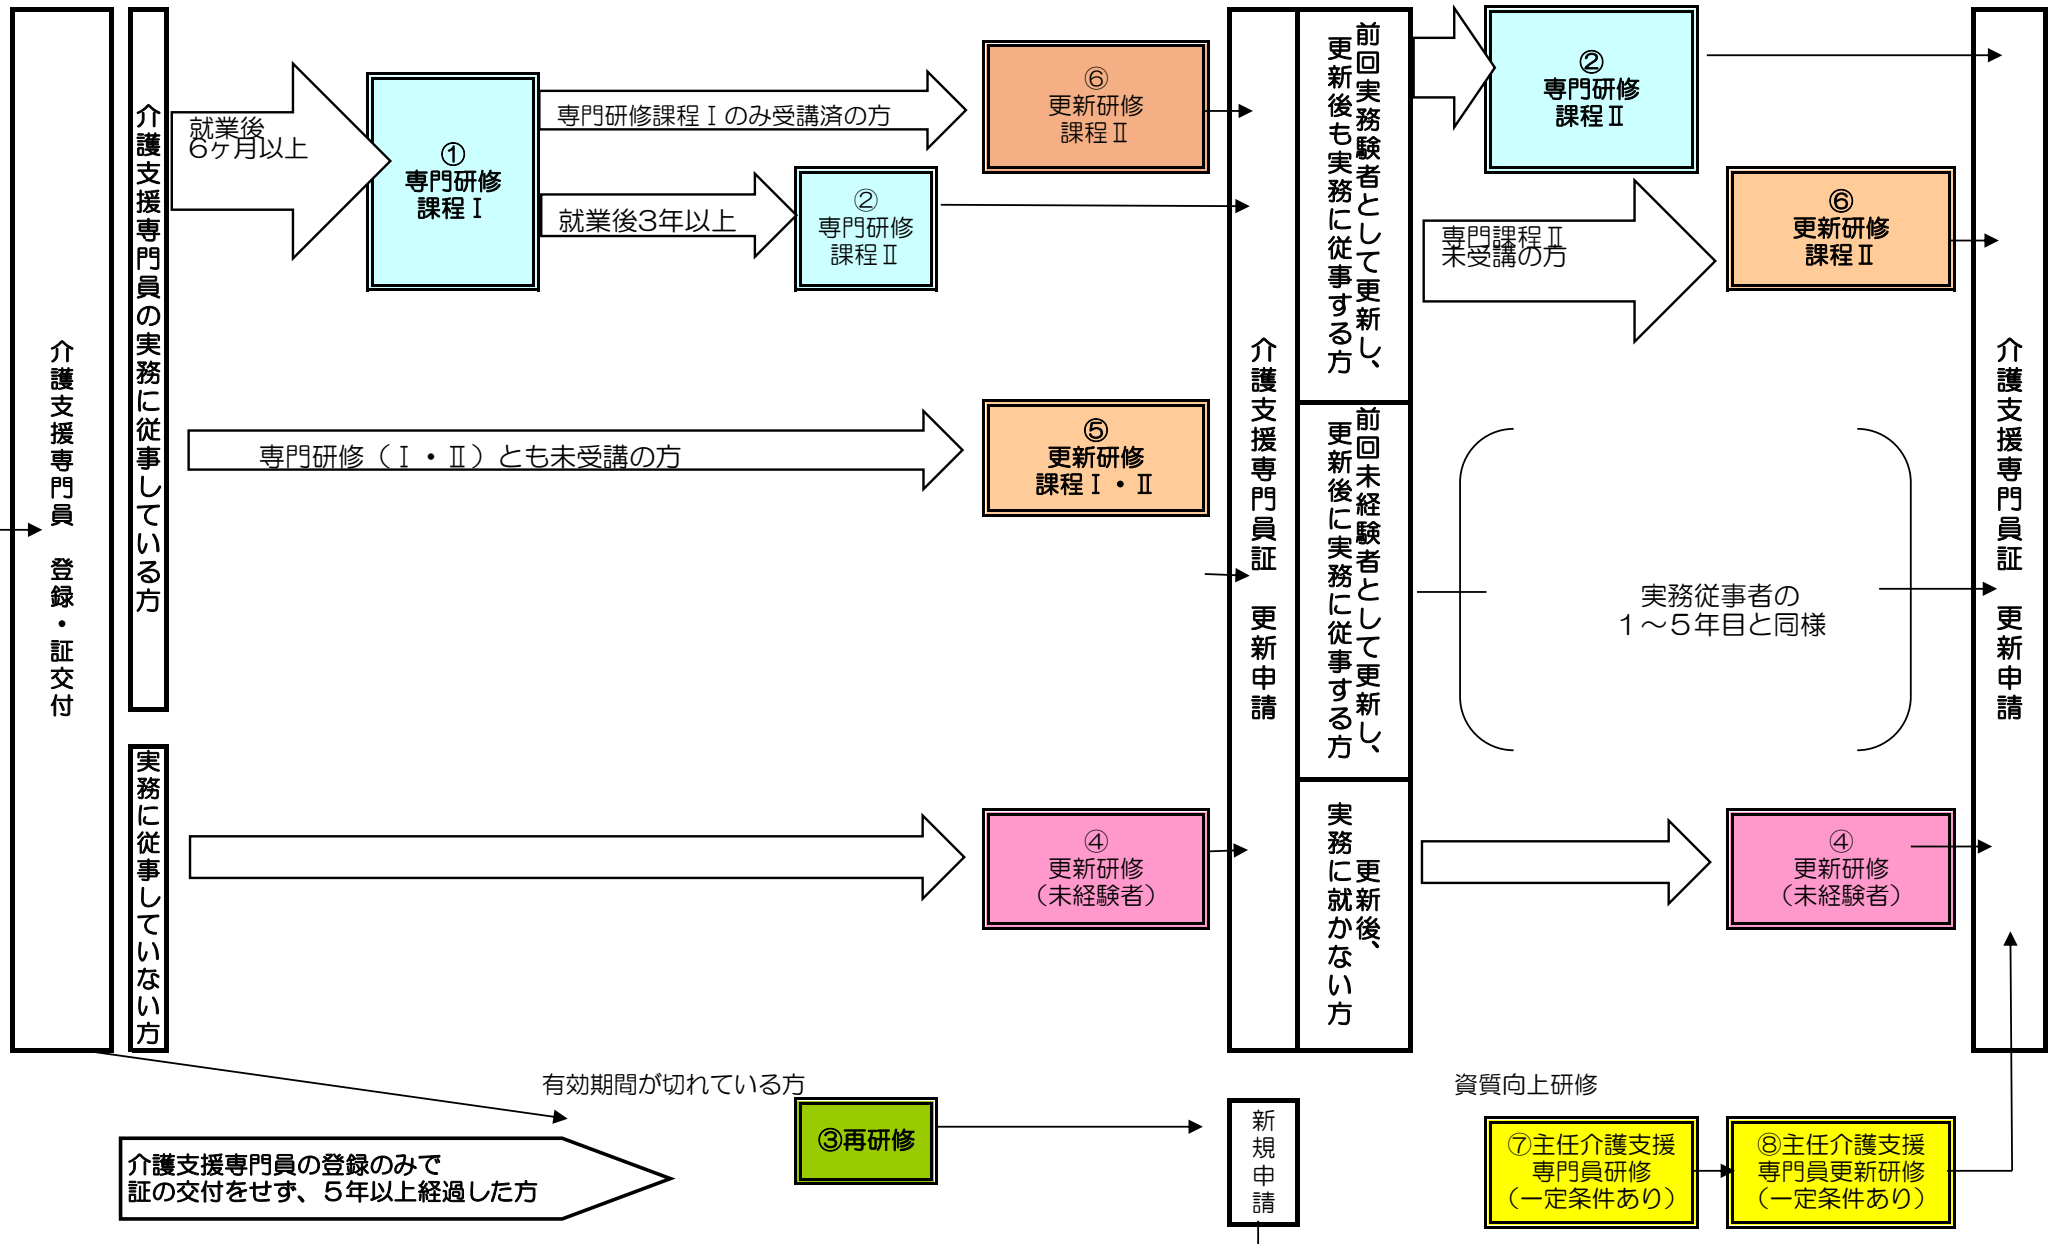 介護支援専門員　登録・証交付
介護支援専門員の実務に従事している方
就業後
6ヶ月以上
①
専門研修
課程Ⅰ
専門研修課程Ⅰのみ受講済の方
就業後3年以上
②
専門研修
課程Ⅱ
⑥
更新研修
課程Ⅱ
専門研修（Ⅰ・Ⅱ）とも未受講の方
⑤
更新研修
課程Ⅰ・Ⅱ
実務に従事していない方
④
更新研修
（未経験者）
介護支援専門員証　更新申請
前回実務験者として更新し、
更新後も実務に従事する方
前回未経験者として更新し、
更新後に実務に従事する方
更新後、
実務に就かない方
②
専門研修
課程Ⅱ
専門課程Ⅱ
未受講の方
⑥
更新研修
課程Ⅱ
実務従事者の
１～５年目と同様
④
更新研修
（未経験者）
介護支援専門員証　更新申請
有効期間が切れている方
介護支援専門員の登録のみで
証の交付をせず、５年以上経過した方
③再研修
新規申請
資質向上研修
⑦主任介護支援
専門員研修
（一定条件あり）
⑧主任介護支援
専門員更新研修
（一定条件あり）